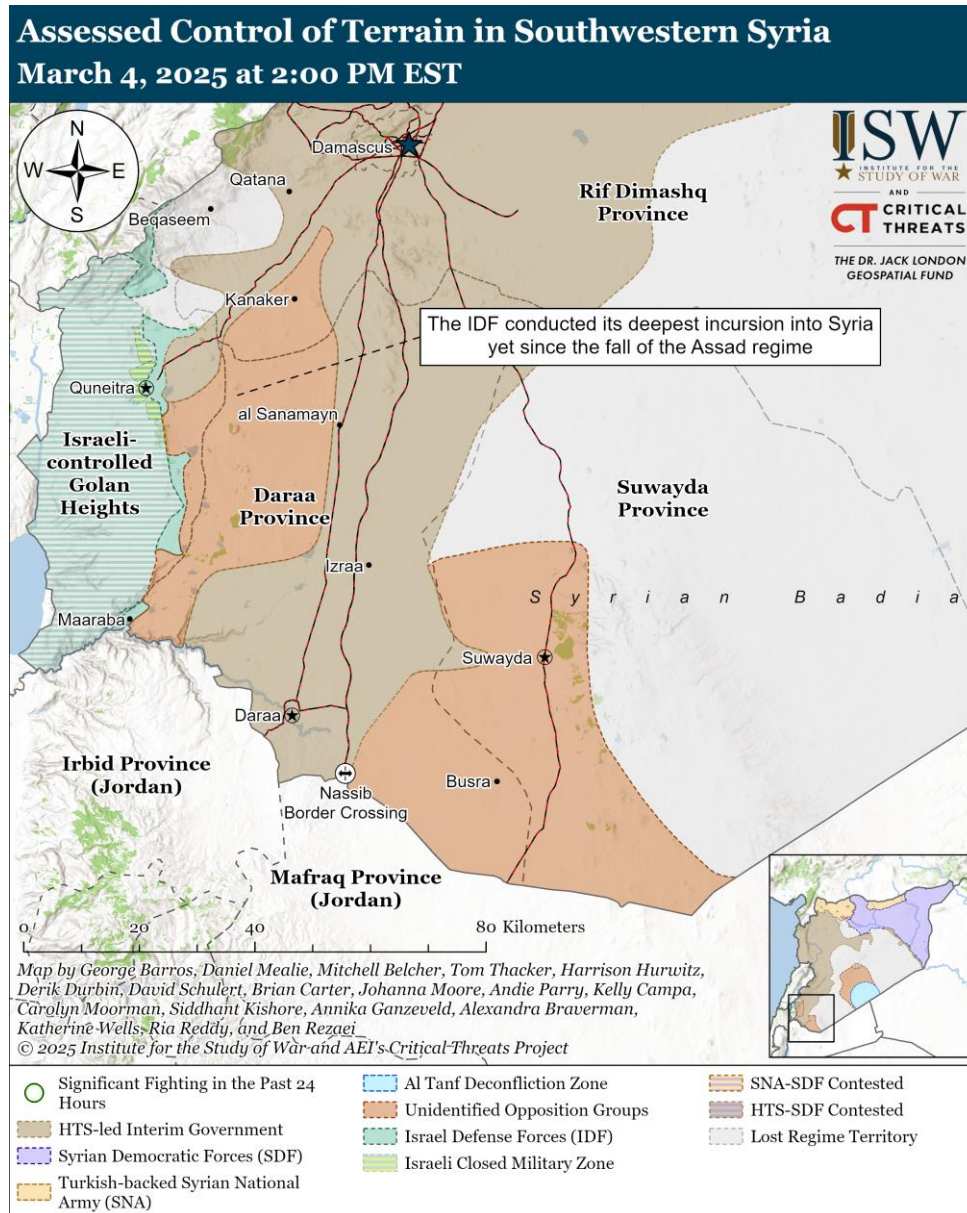 Assessed Control of Terrain in Southwestern Syria
March 4, 2025 at 2:00 PM EST
N
W
E
S
ISW
INSTITUTE FOR THE
STUDY OF WAR
AND
CT CRITICAL
THREATS
THE DR. JACK LONDON
GEOSPATIAL FUND
Damascus
Qatana
Beqaseem
Rif Dimashq
Province
Kanaker
The IDF conducted its deepest incursion into Syria
yet since the fall of the Assad regime
Quneitra
al Sanamayn
Israeli-
controlled
Golan
Heights
Daraa
Province
Suwayda
Province
Izraa
Syrian Badia
Maaraba
Suwayda
Daraa
Irbid Province
(Jordan)
Nassib
Border Crossing
Busra
Mafraq Province
(Jordan)
0 20 40 80 Kilometers
Map by George Barros, Daniel Mealie, Mitchell Belcher, Tom Thacker, Harrison Hurwitz,
Derik Durbin, David Schulert, Brian Carter, Johanna Moore, Andie Parry, Kelly Campa,
Carolyn Moorman, Siddhant Kishore, Annika Ganzeveld, Alexandra Braverman,
Katherine Wells, Ria Reddy, and Ben Rezaei
© 2025 Institute for the Study of War and AEI's Critical Threats Project
Significant Fighting in the Past 24
Hours
HTS-led Interim Government
Syrian Democratic Forces (SDF)
Turkish-backed Syrian National
Army (SNA)
Al Tanf Deconfliction Zone
Unidentified Opposition Groups
Israel Defense Forces (IDF)
Israeli Closed Military Zone
SNA-SDF Contested
HTS-SDF Contested
Lost Regime Territory